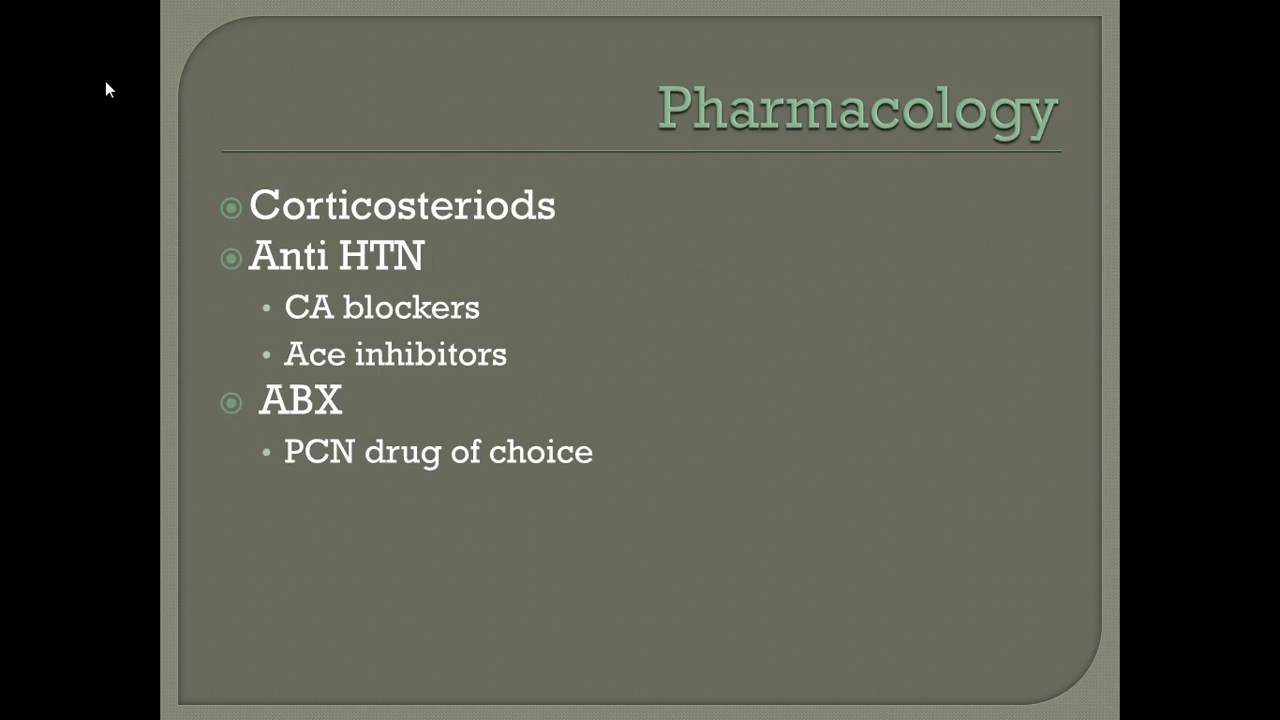 Pharmacology
Corticosteriods
Anti HTN
CA blockers
Ace inhibitors
ABX
PCN drug of choice